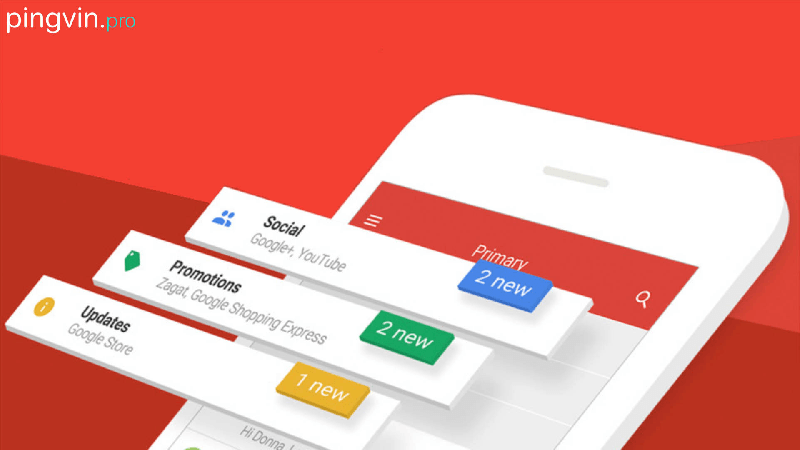 pingvin.pro
Primary
Social
Google+, YouTube
2 new
Promotions
Zagat, Google Shopping Express
2 new
Updates
Google Store
1 new
Hi Donna,